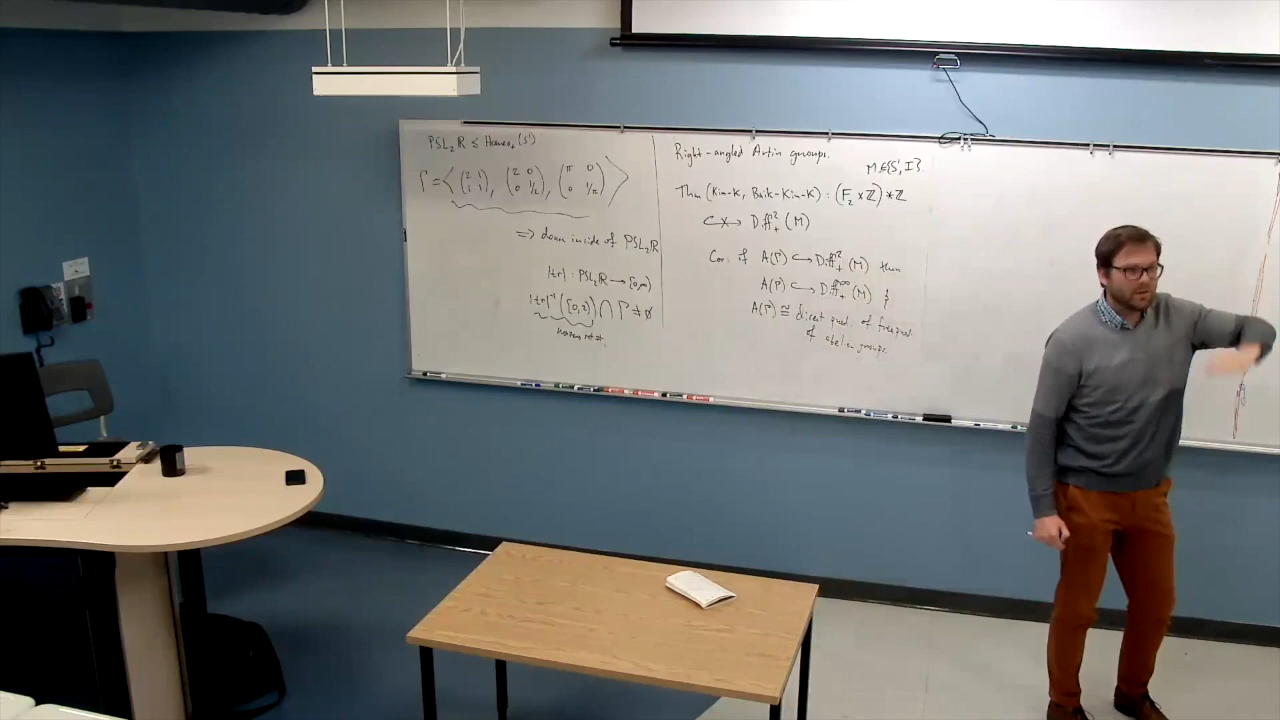 PSL₂ℝ ≤ Homeo₊(S¹)
Γ = < (2 1; 1 1), (2 0; 0 1/2), (π 0; 0 1/π) >
⇒ down inside of PSL₂ℝ
|tr| : PSL₂ℝ → [0,∞)
|tr|⁻¹([0,2)) ∩ Γ ≠ ∅
Right-angled Artin groups.
M ∈ {S¹, I}.
Thm (Kim-K, Baik-Kim-K) : (F₂ × ℤ) * ℤ
Diff²₊(M)
Cor: if A(Γ) ↪ Diff²₊(M) then
A(Γ) ↪ Diff^∞₊(M) &
A(Γ) ≅ direct prod. of free prod.
of abelian groups.